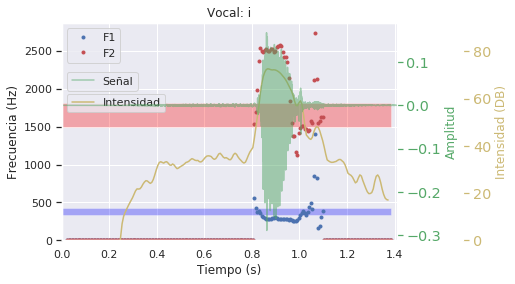 Vocal: i
F1
F2
Señal
Intensidad
Frecuencia (Hz)
2500
2000
1500
1000
500
0
0.0 0.2 0.4 0.6 0.8 1.0 1.2 1.4
Tiempo (s)
0.1
0.0
−0.1
−0.2
−0.3
Amplitud
80
60
40
20
0
Intensidad (DB)